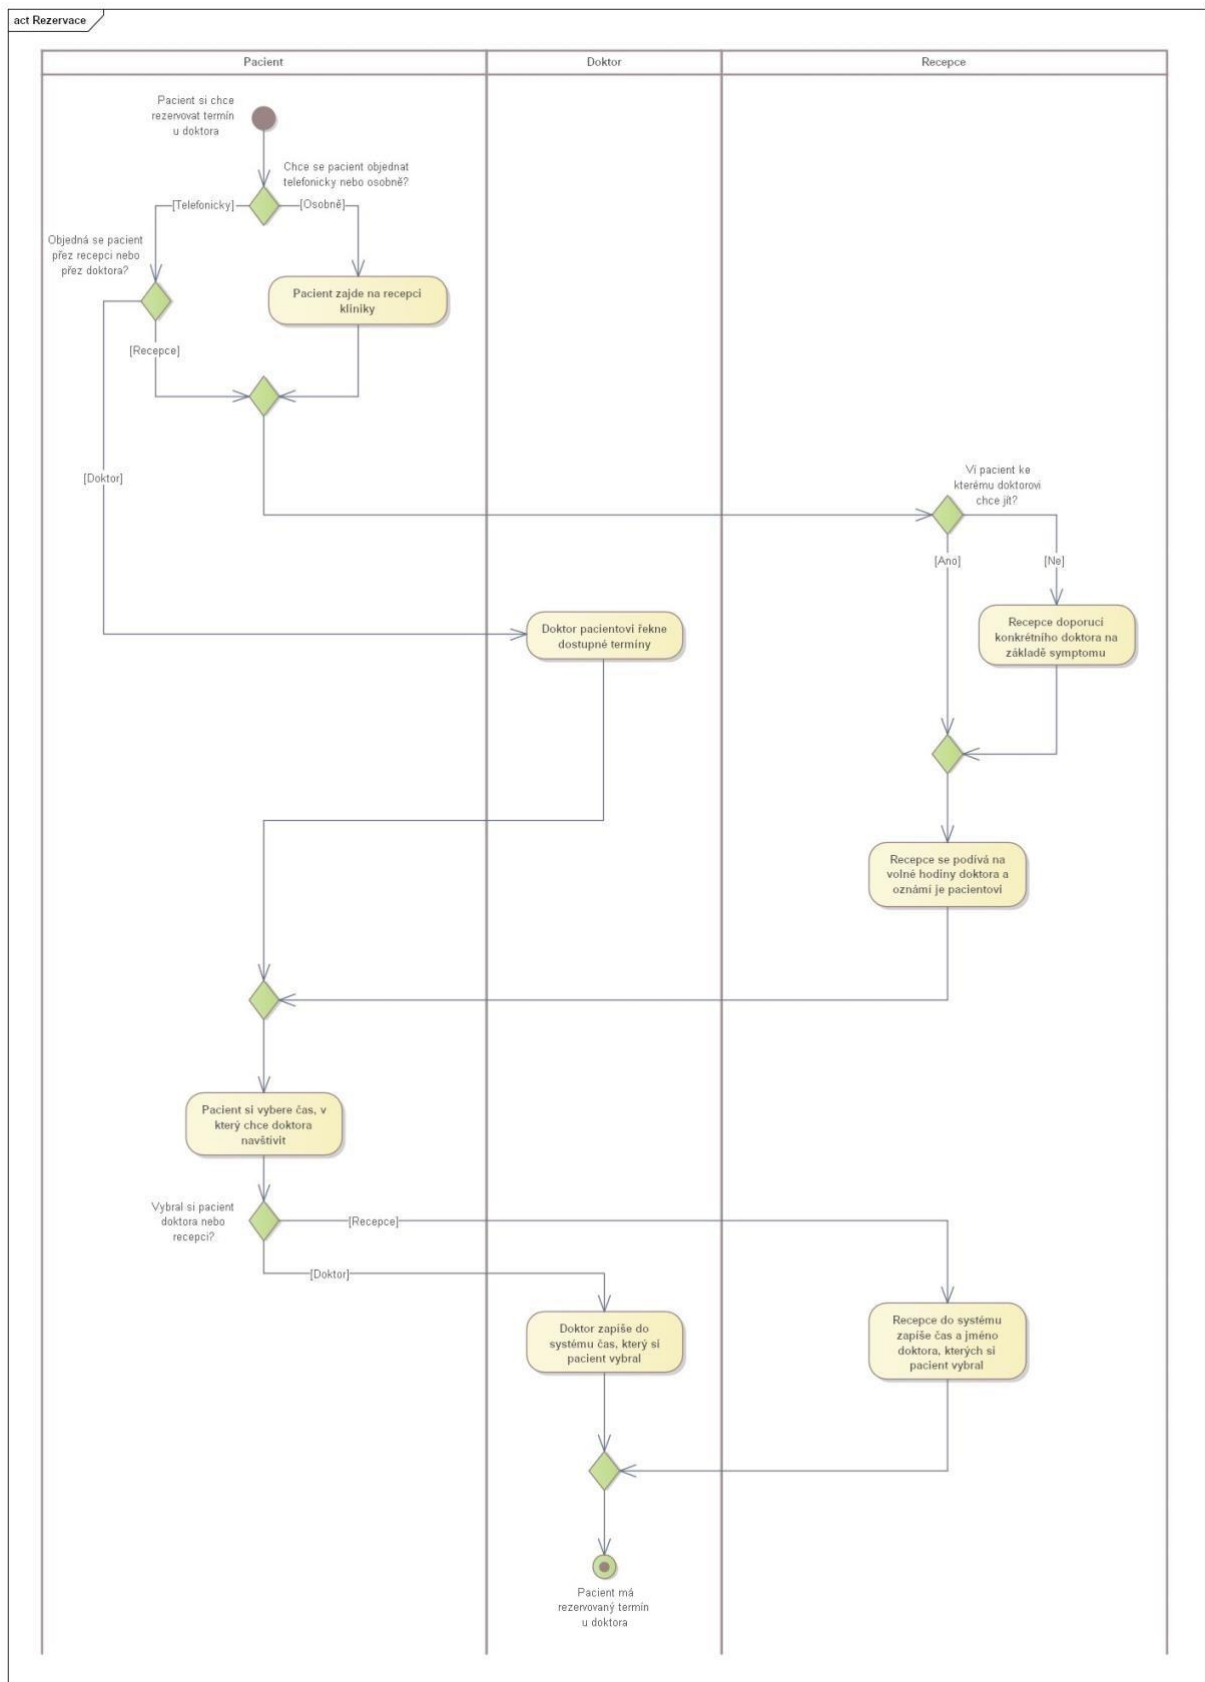 act Rezervace
Pacient
Doktor
Recepce
Pacient si chce
rezervovat termín
u doktora
Chce se pacient objednat
telefonicky nebo osobně?
[Telefonicky]
[Osobně]
Objedná se pacient
přez recepci nebo
přez doktora?
Pacient zajde na recepci
kliniky
[Recepce]
[Doktor]
Ví pacient ke
kterému doktorovi
chce jít?
[Ano]
[Ne]
Doktor pacientovi řekne
dostupné termíny
Recepce doporucí
konkrétního doktora na
základě symptomu
Recepce se podívá na
volné hodiny doktora a
oznámí je pacientovi
Pacient si vybere čas, v
který chce doktora
navštívit
Vybral si pacient
doktora nebo
recepci?
[Recepce]
[Doktor]
Doktor zapíše do
systému čas, který si
pacient vybral
Recepce do systému
zapíše čas a jméno
doktora, kterých si
pacient vybral
Pacient má
rezervovaný termín
u doktora